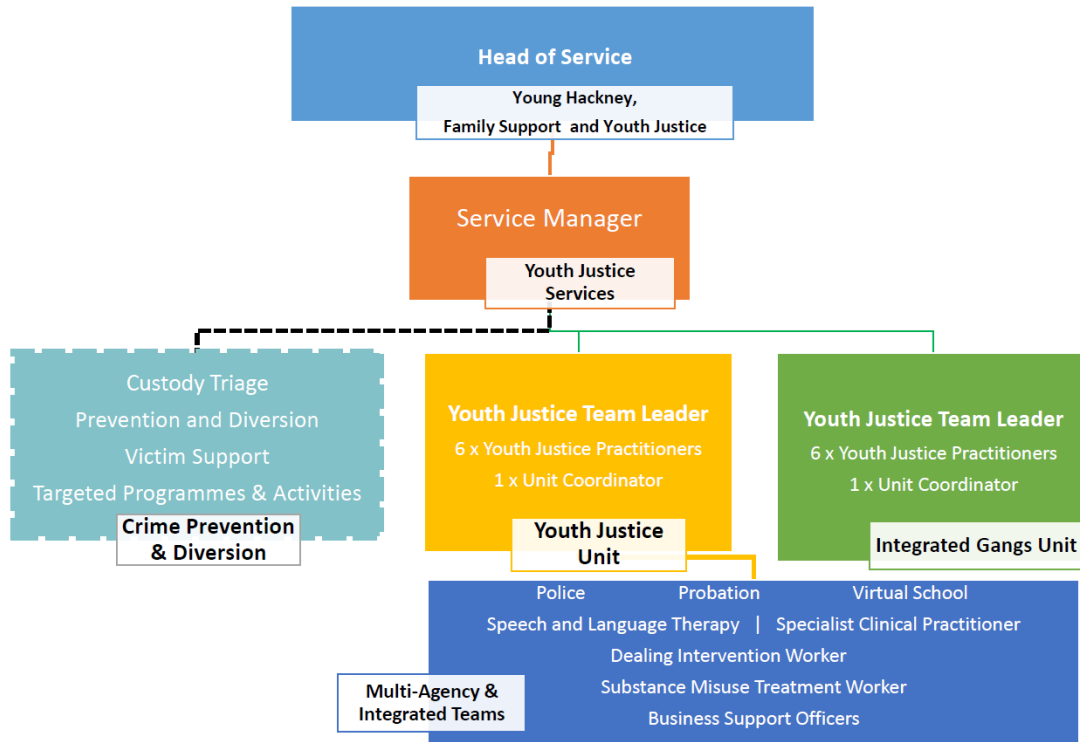 Head of Service
Young Hackney,
Family Support and Youth Justice
Service Manager
Youth Justice
Services
Custody Triage
Prevention and Diversion
Victim Support
Targeted Programmes & Activities
Crime Prevention
& Diversion
Youth Justice Team Leader
6 x Youth Justice Practitioners
1 x Unit Coordinator
Youth Justice
Unit
Youth Justice Team Leader
6 x Youth Justice Practitioners
1 x Unit Coordinator
Integrated Gangs Unit
Police Probation Virtual School
Speech and Language Therapy | Specialist Clinical Practitioner
Dealing Intervention Worker
Substance Misuse Treatment Worker
Business Support Officers
Multi-Agency &
Integrated Teams